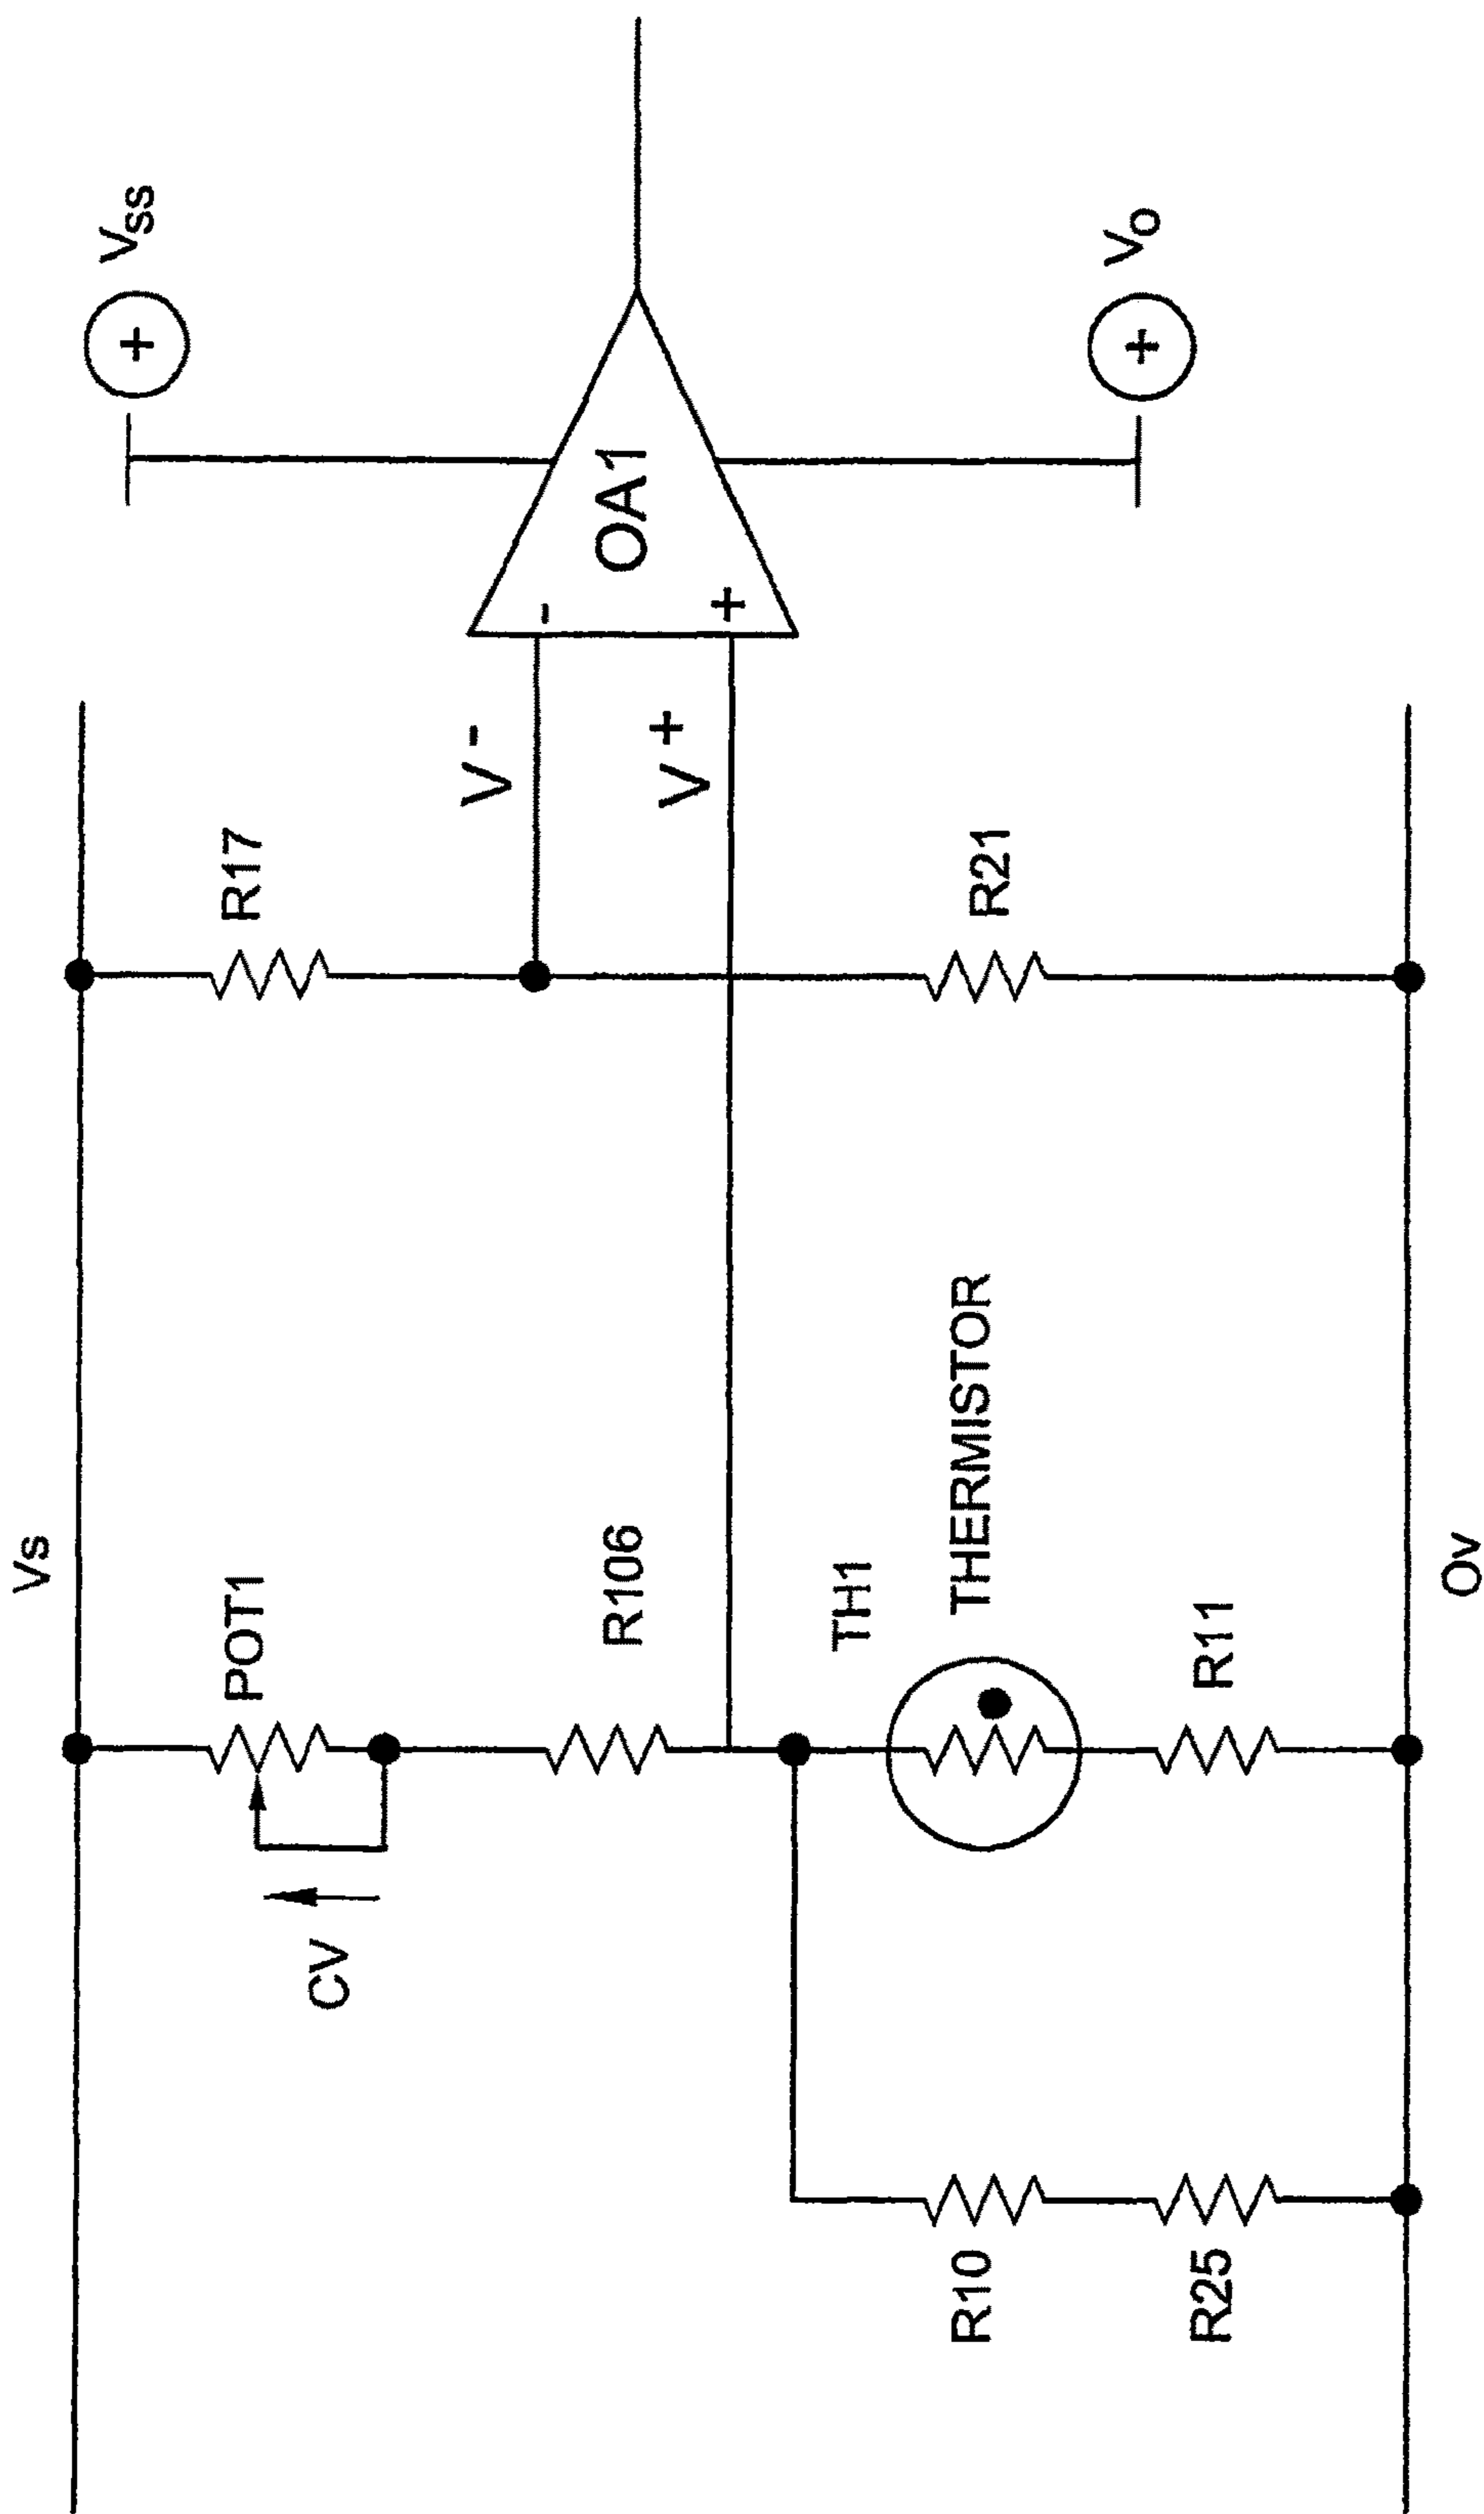 Vs
POT1
CV
R106
R17
V-
V+
-
+
OA1
+
Vss
+
Vo
TH1
THERMISTOR
R21
R10
R25
R11
Ov